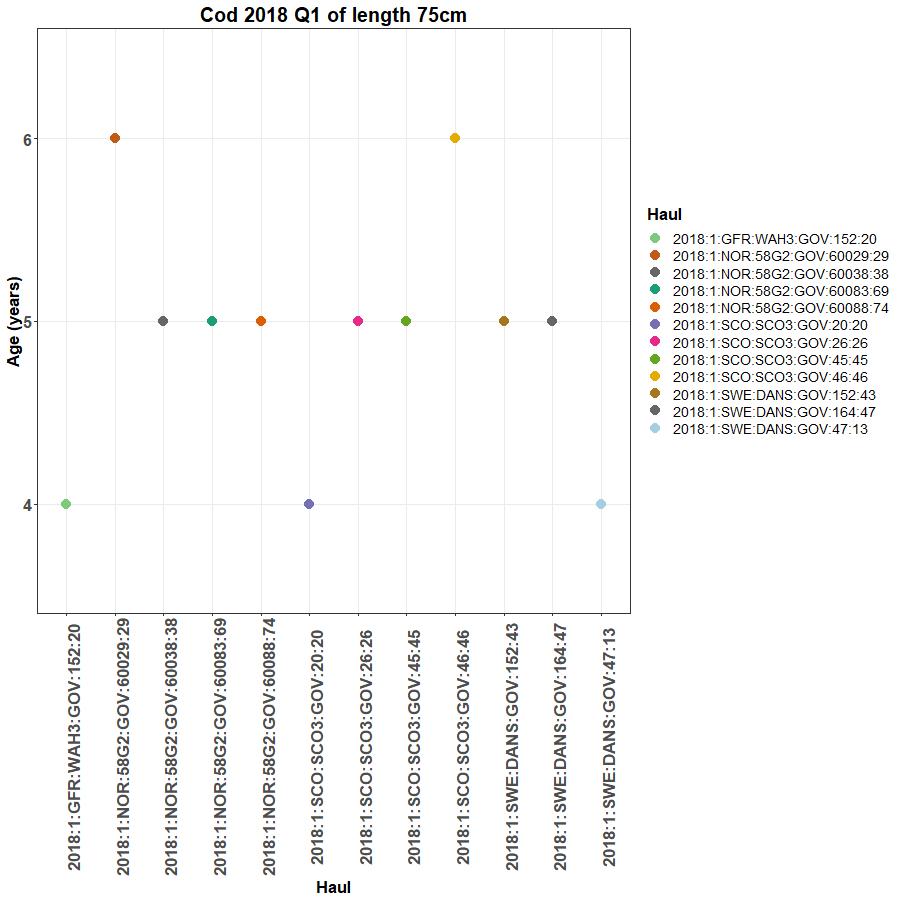 Cod 2018 Q1 of length 75cm
Age (years)
6
5
4
2018:1:GFR:WAH3:GOV:152:20
2018:1:NOR:58G2:GOV:60029:29
2018:1:NOR:58G2:GOV:60038:38
2018:1:NOR:58G2:GOV:60083:69
2018:1:NOR:58G2:GOV:60088:74
2018:1:SCO:SCO3:GOV:20:20
2018:1:SCO:SCO3:GOV:26:26
2018:1:SCO:SCO3:GOV:45:45
2018:1:SCO:SCO3:GOV:46:46
2018:1:SWE:DANS:GOV:152:43
2018:1:SWE:DANS:GOV:164:47
2018:1:SWE:DANS:GOV:47:13
Haul
Haul
2018:1:GFR:WAH3:GOV:152:20
2018:1:NOR:58G2:GOV:60029:29
2018:1:NOR:58G2:GOV:60038:38
2018:1:NOR:58G2:GOV:60083:69
2018:1:NOR:58G2:GOV:60088:74
2018:1:SCO:SCO3:GOV:20:20
2018:1:SCO:SCO3:GOV:26:26
2018:1:SCO:SCO3:GOV:45:45
2018:1:SCO:SCO3:GOV:46:46
2018:1:SWE:DANS:GOV:152:43
2018:1:SWE:DANS:GOV:164:47
2018:1:SWE:DANS:GOV:47:13